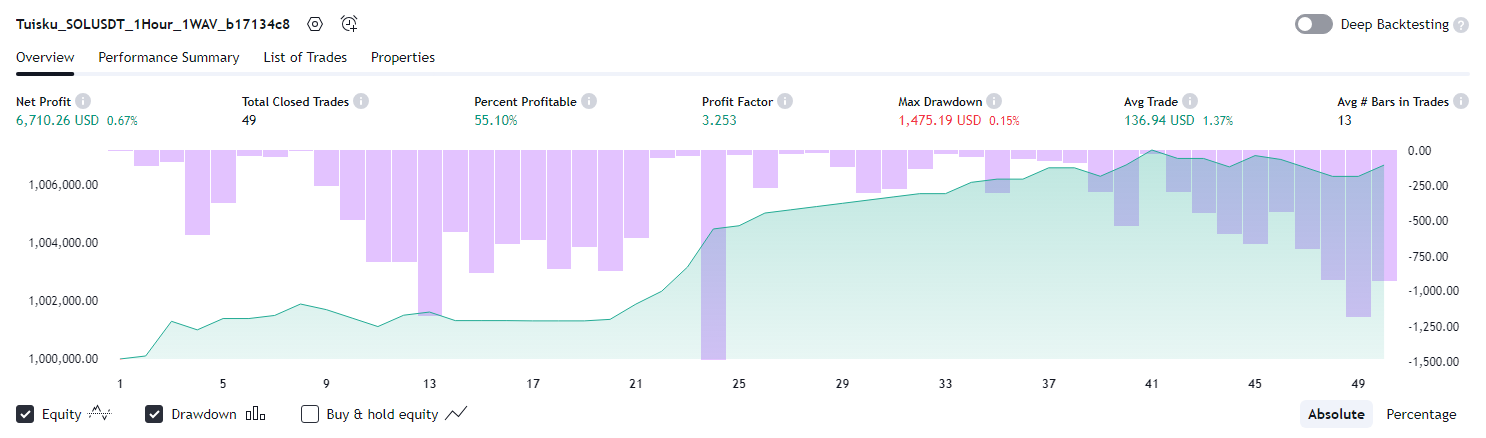 Tuisku_SOLUSDT_1Hour_1WAV_b17134c8 Deep Backtesting ?
Overview Performance Summary List of Trades Properties
Net Profit Total Closed Trades Percent Profitable Profit Factor Max Drawdown Avg Trade Avg # Bars in Trades
6,710.26 USD 0.67% 49 55.10% 3.253 1,475.19 USD 0.15% 136.94 USD 1.37% 13
0.00
1,006,000.00 -250.00
-500.00
1,004,000.00 -750.00
1,002,000.00 -1,000.00
-1,250.00
1,000,000.00 -1,500.00
1 5 9 13 17 21 25 29 33 37 41 45 49
Equity Drawdown Buy & hold equity Absolute Percentage